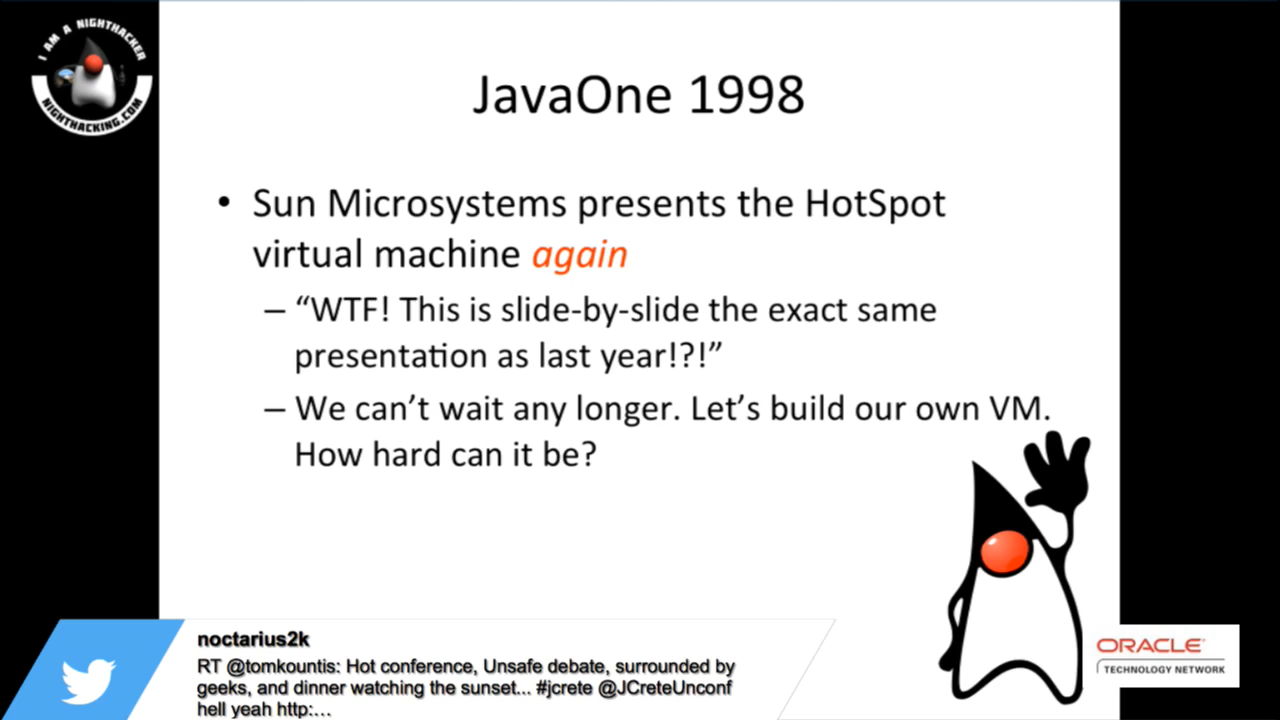 I AM A NIGHTHACKER
NIGHTHACKING.COM
JavaOne 1998
• Sun Microsystems presents the HotSpot
virtual machine again
– “WTF! This is slide-by-slide the exact same
presentation as last year!?!”
– We can’t wait any longer. Let’s build our own VM.
How hard can it be?
noctarius2k
RT @tomkountis: Hot conference, Unsafe debate, surrounded by
geeks, and dinner watching the sunset... #jcrete @JCreteUnconf
hell yeah http:…
ORACLE
TECHNOLOGY NETWORK